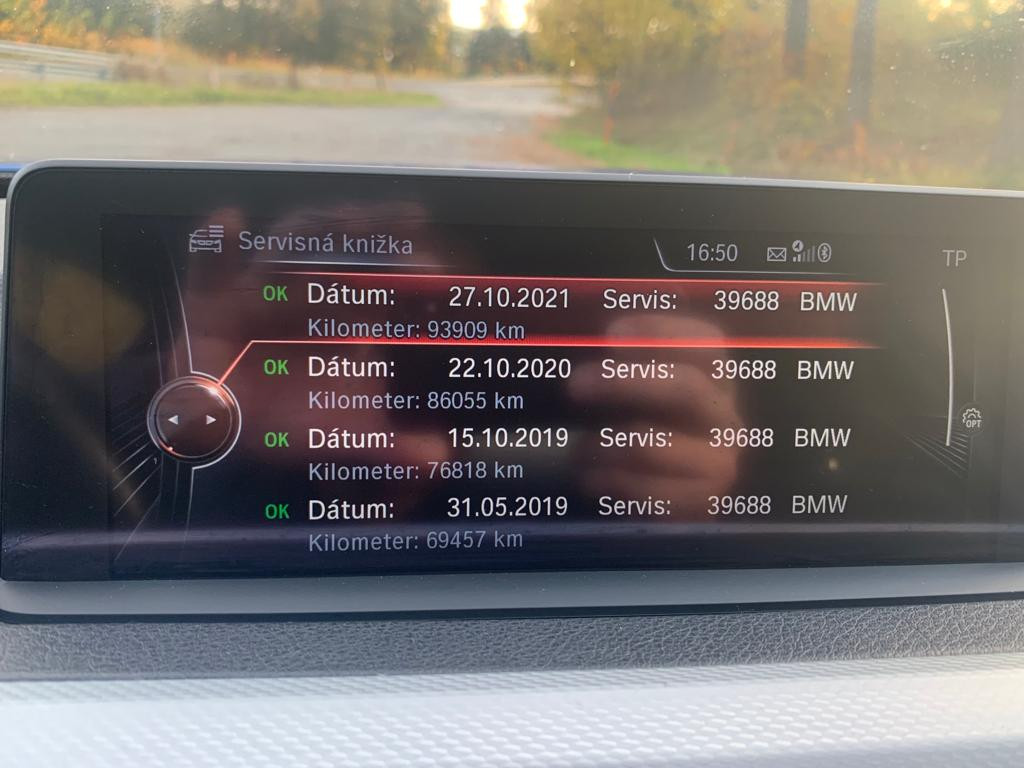 Servisná knižka
16:50
TP
OK Dátum: 27.10.2021 Servis: 39688 BMW
Kilometer: 93909 km
OK Dátum: 22.10.2020 Servis: 39688 BMW
Kilometer: 86055 km
OPT
OK Dátum: 15.10.2019 Servis: 39688 BMW
Kilometer: 76818 km
OK Dátum: 31.05.2019 Servis: 39688 BMW
Kilometer: 69457 km